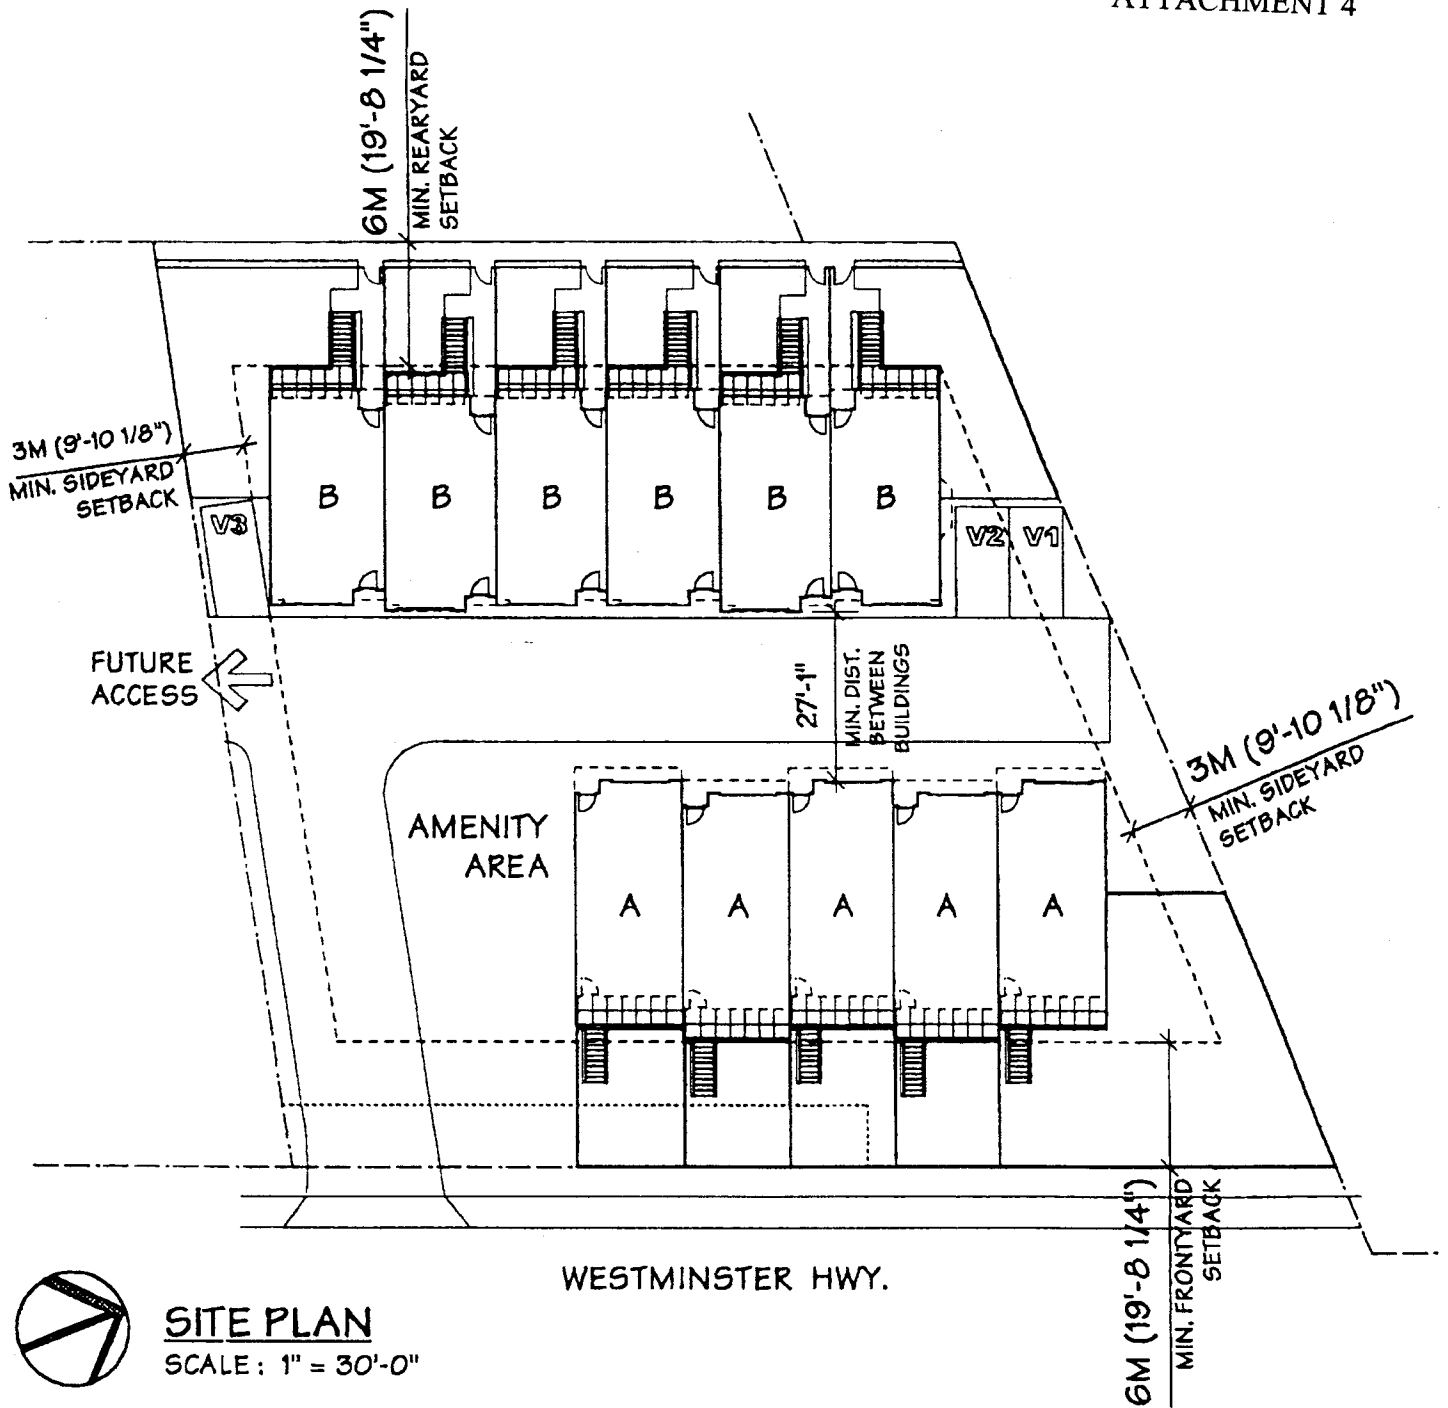 ATTACHMENT 4
6M (19'-8 1/4")
MIN. REARYARD
SETBACK
3M (9'-10 1/8")
MIN. SIDEYARD
SETBACK
B
B
B
B
B
B
V3
V2
V1
FUTURE
ACCESS
27'-1"
MIN. DIST.
BETWEEN
BUILDINGS
3M (9'-10 1/8")
MIN. SIDEYARD
SETBACK
AMENITY
AREA
A
A
A
A
A
6M (19'-8 1/4")
MIN. FRONTYARD
SETBACK
WESTMINSTER HWY.
SITE PLAN
SCALE: 1" = 30'-0"